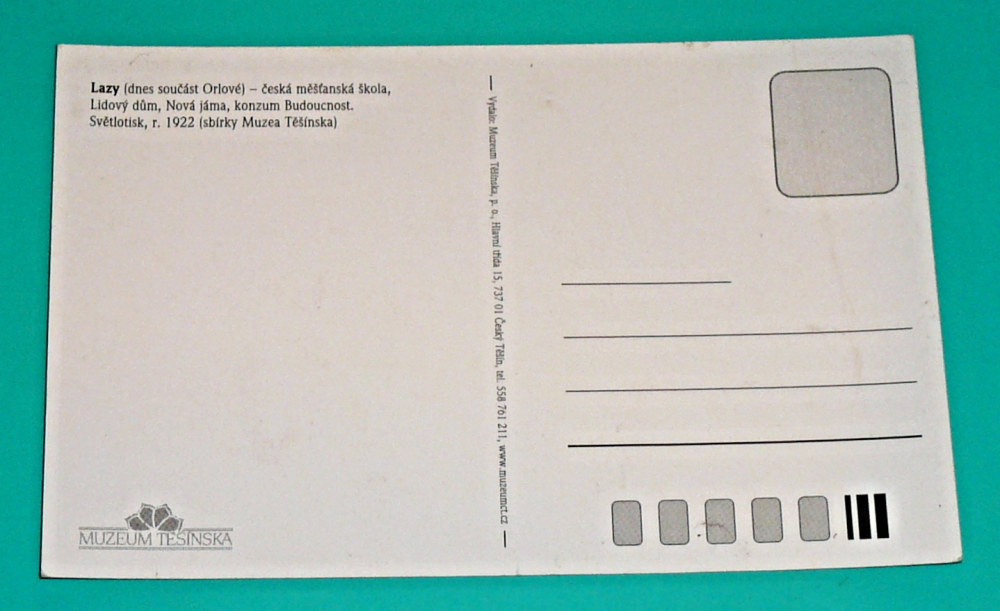 Lazy (dnes součást Orlové) – česká měšťanská škola,
Lidový dům, Nová jáma, konzum Budoucnost.
Světlotisk, r. 1922 (sbírky Muzea Těšínska)
Vydalo: Muzeum Těšínska, p. o., Hlavní třída 15, 737 01 Český Těšín, tel. 558 761 211, www.muzeumct.cz
MUZEUM TĚŠÍNSKA